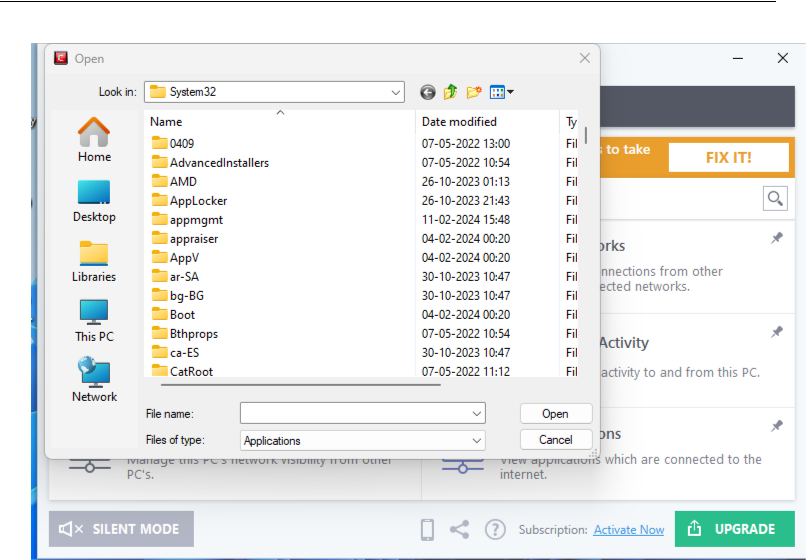 Open
Look in: System32
Name Date modified Ty
0409 07-05-2022 13:00 Fil
AdvancedInstallers 07-05-2022 10:54 Fil
AMD 26-10-2023 01:13 Fil
AppLocker 26-10-2023 21:43 Fil
appmgmt 11-02-2024 15:48 Fil
appraiser 04-02-2024 00:20 Fil
AppV 04-02-2024 00:20 Fil
ar-SA 30-10-2023 10:47 Fil
bg-BG 30-10-2023 10:47 Fil
Boot 04-02-2024 00:20 Fil
Bthprops 07-05-2022 10:54 Fil
ca-ES 30-10-2023 10:47 Fil
CatRoot 07-05-2022 11:12 Fil
Home
Desktop
Libraries
This PC
Network
File name: Open
Files of type: Applications Cancel
to take
FIX IT!
rks
nnections from other
ected networks.
Activity
activity to and from this PC.
ons
Manage this PC's network visibility from other
PC's.
View applications which are connected to the
internet.
SILENT MODE
Subscription: Activate Now
UPGRADE